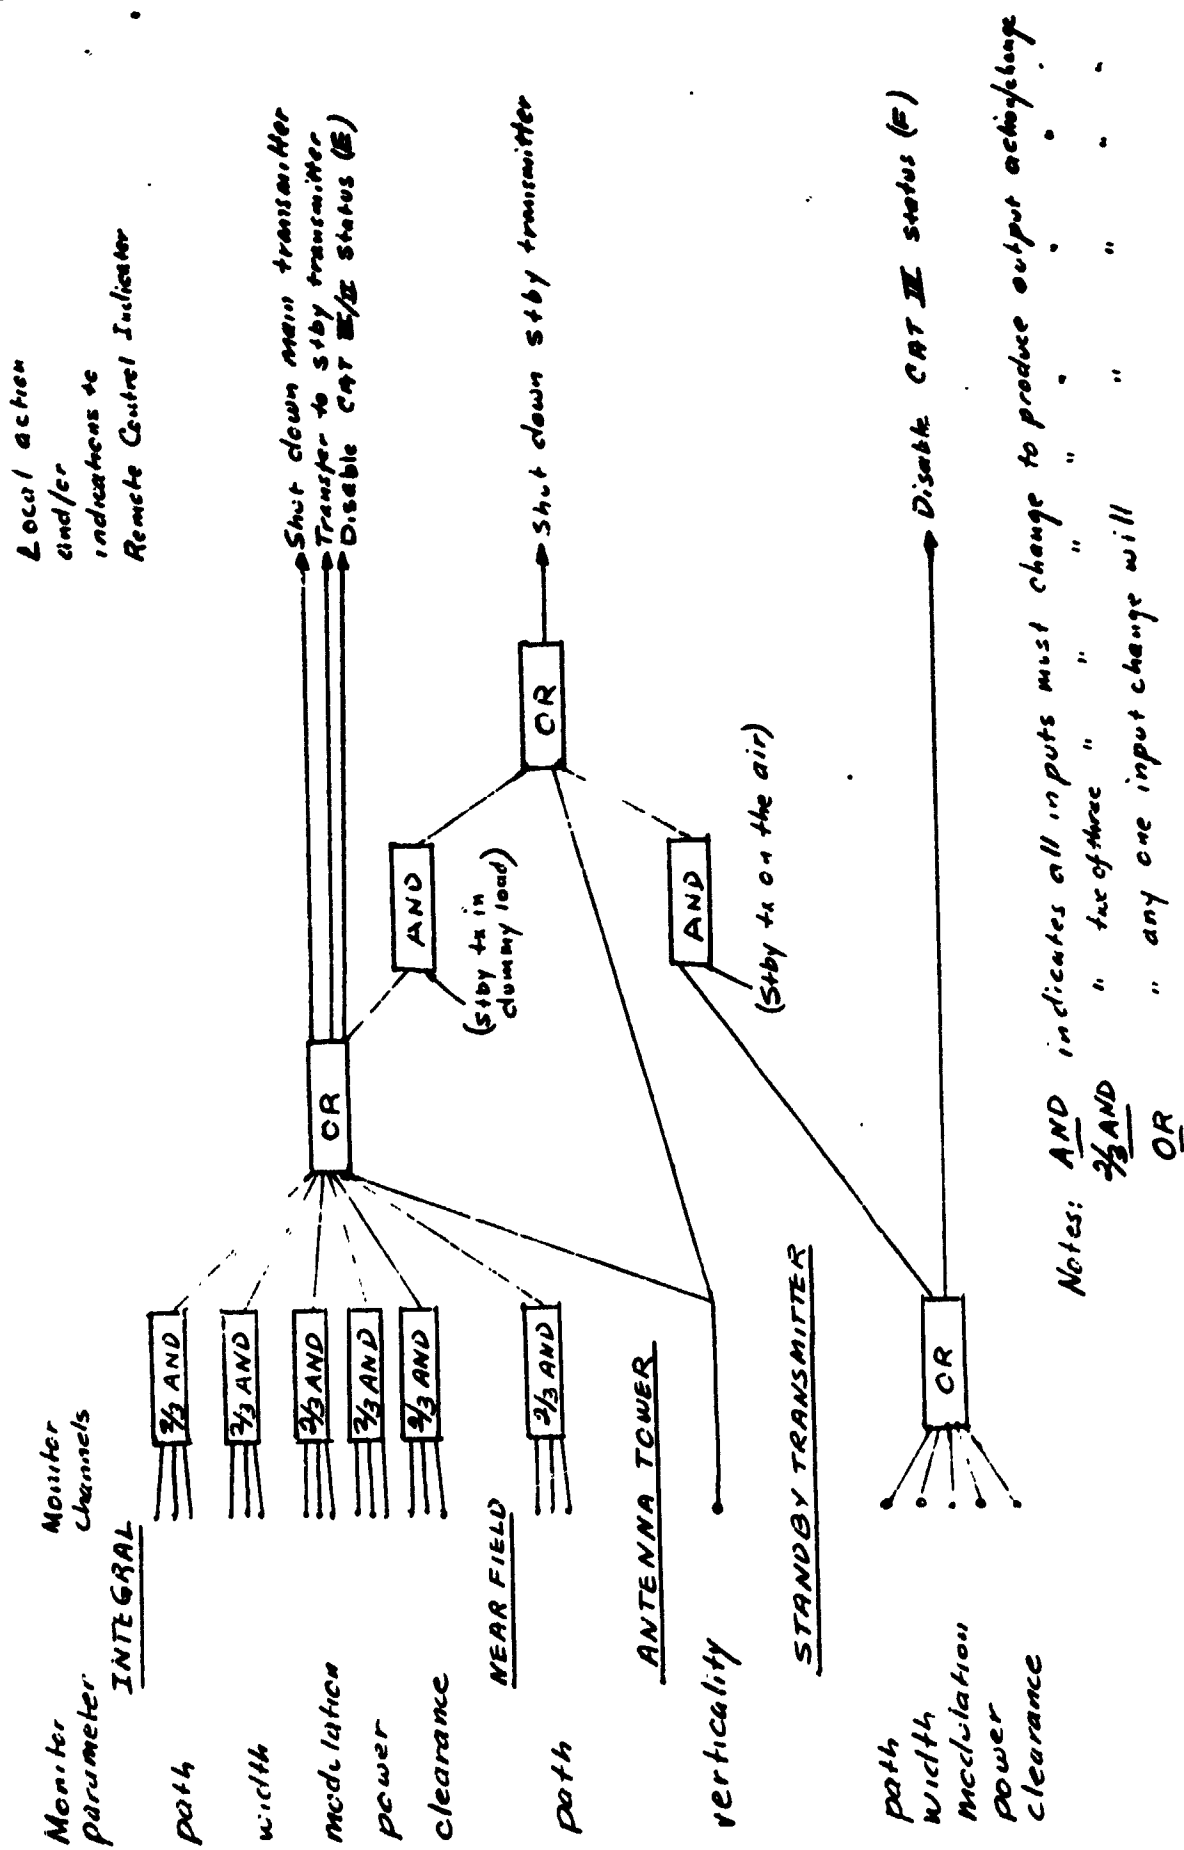 Monitor
parameter
Monitor
channels
Local action
and/or
indications to
Remote Control Indicator
INTEGRAL
path
2/3 AND
width
2/3 AND
modulation
2/3 AND
power
2/3 AND
clearance
2/3 AND
OR
Shut down main transmitter
Transfer to stby transmitter
Disable CAT III/II status (E)
AND
(stby tx in
dummy load)
NEAR FIELD
path
2/3 AND
OR
Shut down stby transmitter
ANTENNA TOWER
verticality
AND
(stby tx on the air)
STANDBY TRANSMITTER
path
width
modulation
power
clearance
OR
Disable CAT III status (F)
Notes: AND indicates all inputs must change to produce output action/change
2/3 AND " two of three " " " " " " " "
OR " any one input change will " " " " "